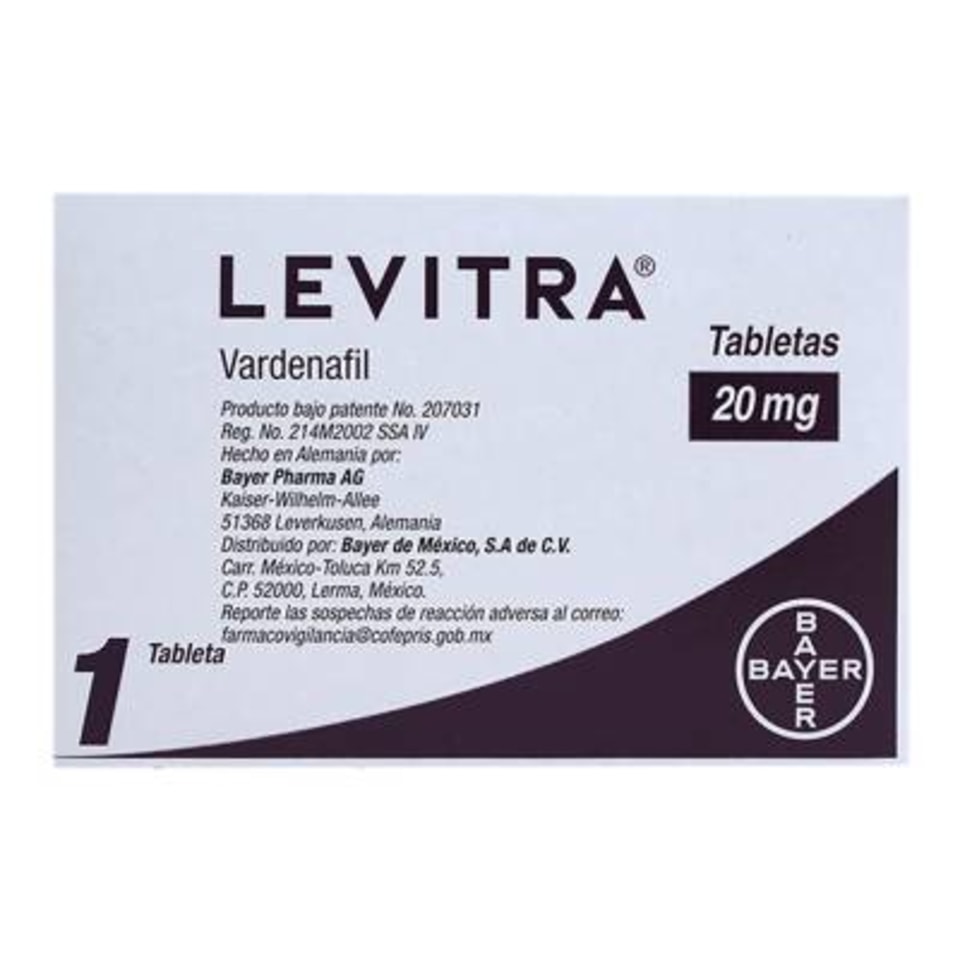 LEVITRA®
Vardenafil
Tabletas
20 mg
Producto bajo patente No. 207031
Reg. No. 214M2002 SSA IV
Hecho en Alemania por:
Bayer Pharma AG
Kaiser-Wilhelm-Allee
51368 Leverkusen, Alemania
Distribuido por: Bayer de México, S.A de C.V.
Carr. México-Toluca Km 52.5,
C.P. 52000, Lerma, México.
Reporte las sospechas de reacción adversa al correo:
farmacovigilancia@cofepris.gob.mx
1 Tableta
BAYER
BAYER